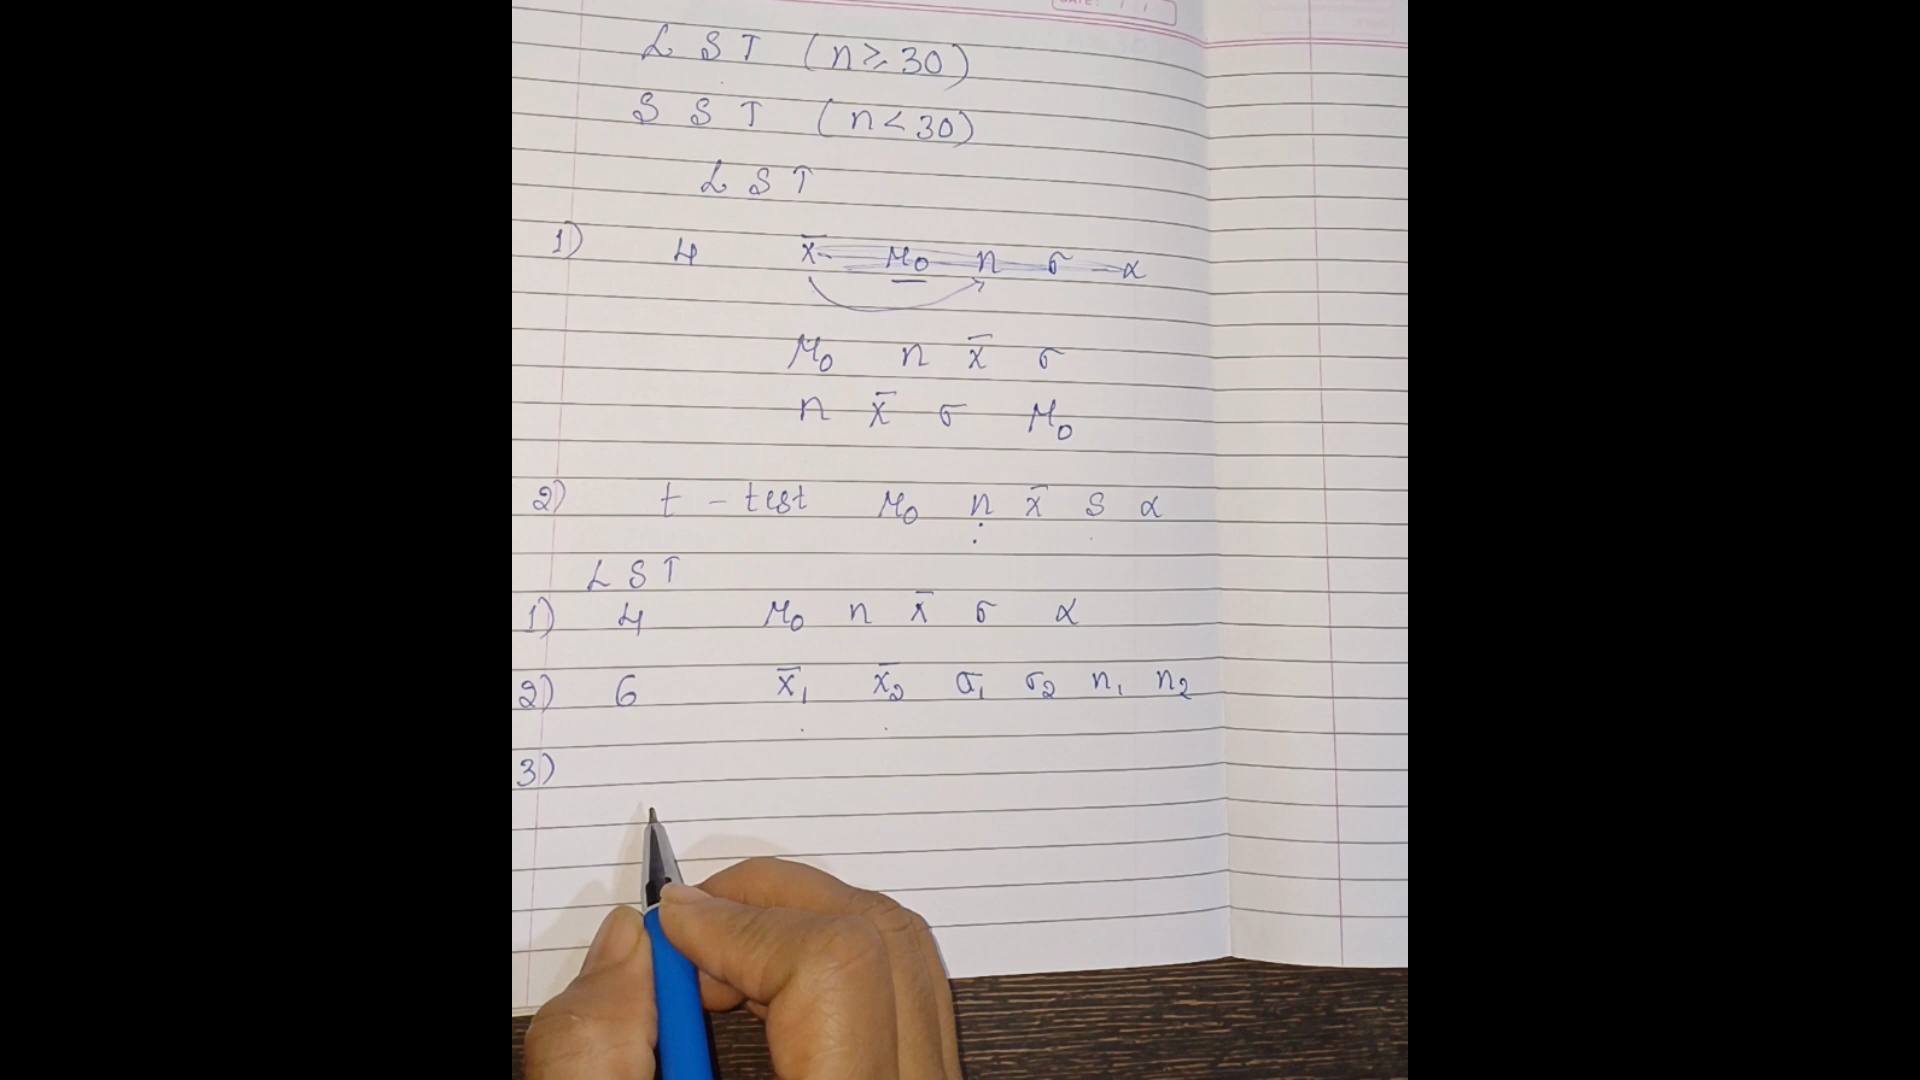 DATE: / /
L S T (n ≥ 30)
S S T (n < 30)
L S T
1) 4 x̄ μ₀ n σ α
μ₀ n x̄ σ
n x̄ σ μ₀
2) t - test μ₀ n x̄ s α
L S T
1) 4 μ₀ n x̄ σ α
2) 6 x̄₁ x̄₂ σ₁ σ₂ n₁ n₂
3)